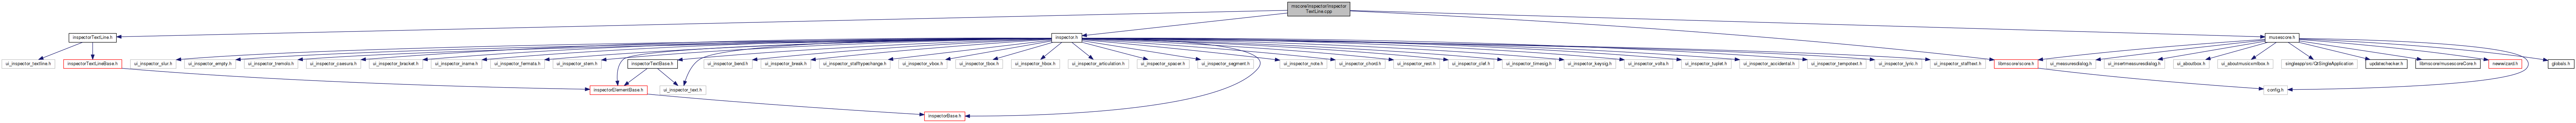 mscore/inspector/inspector
TextLine.cpp
inspectorTextLine.h
inspector.h
musescore.h
ui_inspector_textline.h
inspectorTextLineBase.h
ui_inspector_slur.h
ui_inspector_empty.h
ui_inspector_tremolo.h
ui_inspector_caesura.h
ui_inspector_bracket.h
ui_inspector_iname.h
ui_inspector_fermata.h
ui_inspector_stem.h
inspectorTextBase.h
ui_inspector_bend.h
ui_inspector_break.h
ui_inspector_stafftypechange.h
ui_inspector_vbox.h
ui_inspector_tbox.h
ui_inspector_hbox.h
ui_inspector_articulation.h
ui_inspector_spacer.h
ui_inspector_segment.h
ui_inspector_note.h
ui_inspector_chord.h
ui_inspector_rest.h
ui_inspector_clef.h
ui_inspector_timesig.h
ui_inspector_keysig.h
ui_inspector_volta.h
ui_inspector_tuplet.h
ui_inspector_accidental.h
ui_inspector_tempotext.h
ui_inspector_lyric.h
ui_inspector_stafftext.h
libmscore/score.h
ui_measuresdialog.h
ui_insertmeasuresdialog.h
ui_aboutbox.h
ui_aboutmusicxmlbox.h
singleapp/src/QtSingleApplication
updatechecker.h
libmscore/musescoreCore.h
newwizard.h
globals.h
inspectorElementBase.h
ui_inspector_text.h
config.h
inspectorBase.h